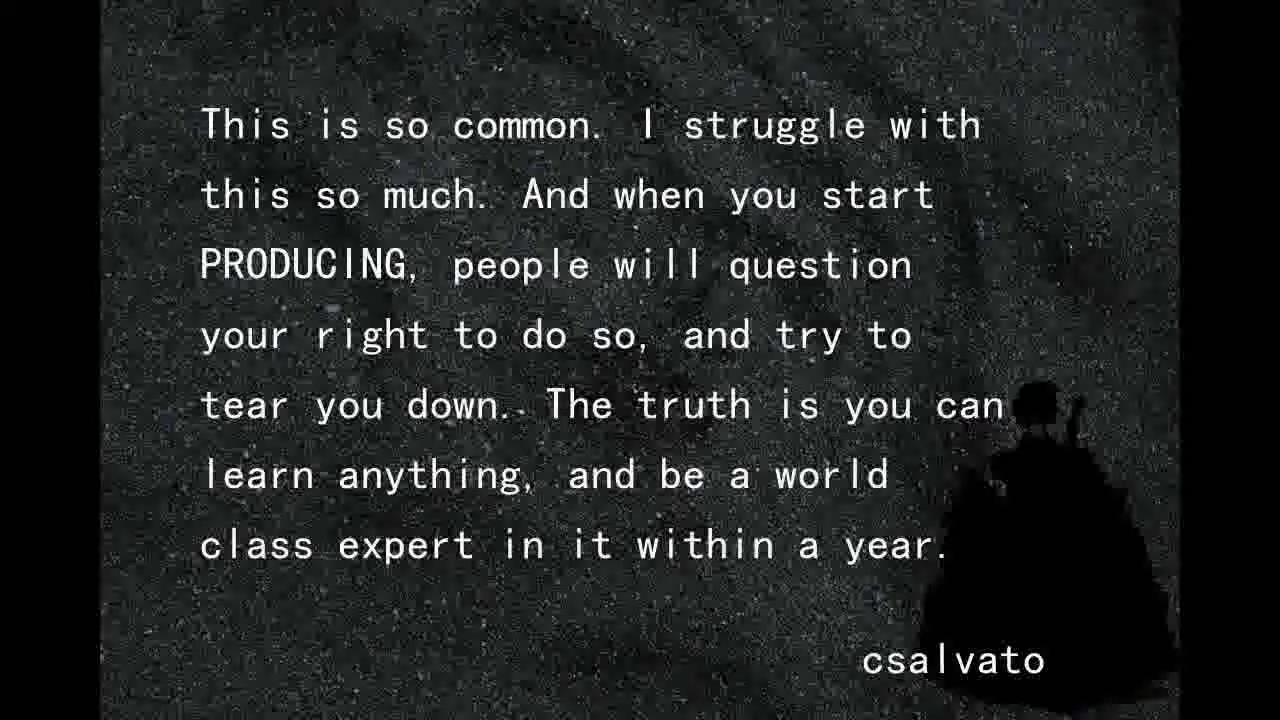 This is so common. I struggle with
this so much. And when you start
PRODUCING, people will question
your right to do so, and try to
tear you down. The truth is you can
learn anything, and be a world
class expert in it within a year.
csalvato